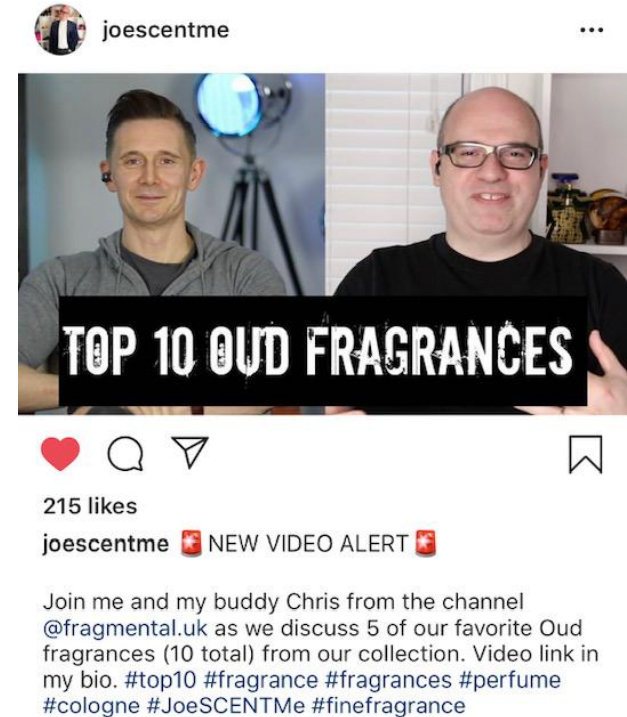 joescentme
TOP 10 OUD FRAGRANCES
215 likes
joescentme 🚨 NEW VIDEO ALERT 🚨
Join me and my buddy Chris from the channel
@fragmental.uk as we discuss 5 of our favorite Oud
fragrances (10 total) from our collection. Video link in
my bio. #top10 #fragrance #fragrances #perfume
#cologne #JoeSCENTMe #finefragrance